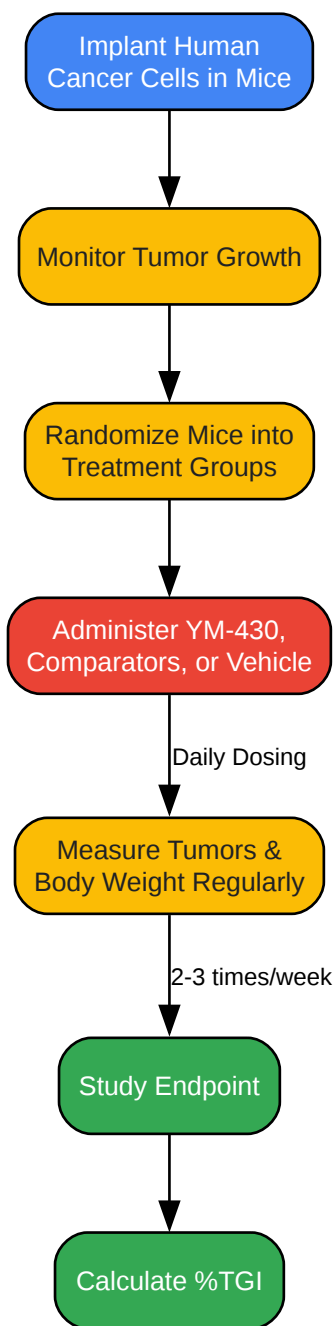 Implant Human
Cancer Cells in Mice
Monitor Tumor Growth
Randomize Mice into
Treatment Groups
Administer YM-430,
Comparators, or Vehicle
Daily Dosing
Measure Tumors &
Body Weight Regularly
2-3 times/week
Study Endpoint
Calculate %TGI